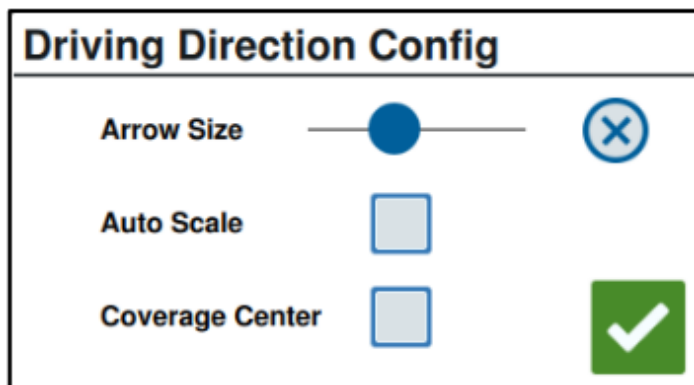 Driving Direction Config
Arrow Size
Auto Scale
Coverage Center